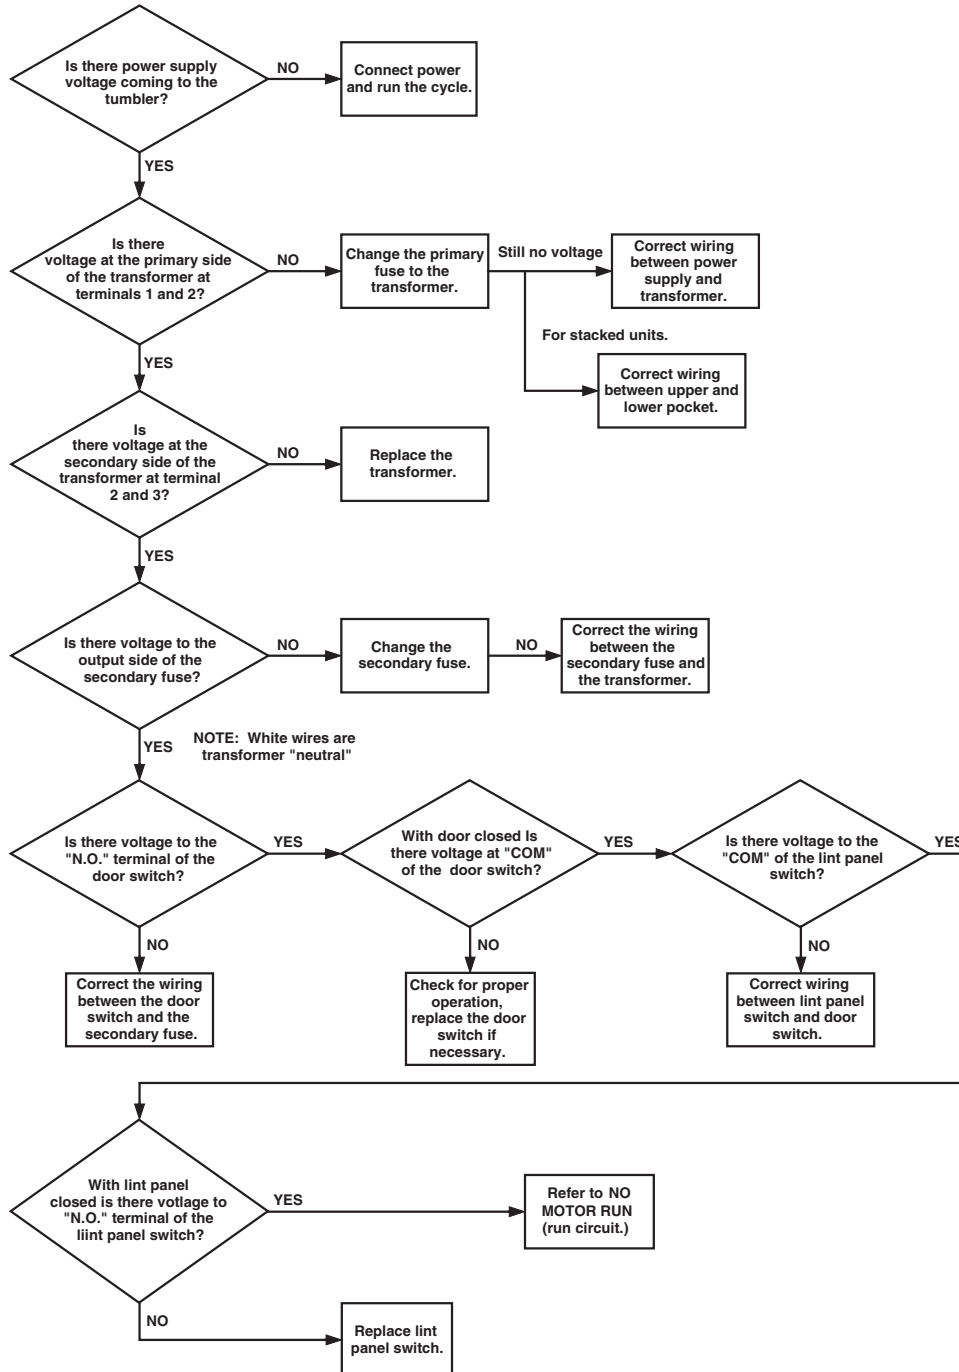 Is there power supply
voltage coming to the
tumbler?
NO
Connect power
and run the cycle.
YES
Is there
voltage at the primary side
of the transformer at
terminals 1 and 2?
NO
Change the primary
fuse to the
transformer.
Still no voltage
Correct wiring
between power
supply and
transformer.
For stacked units.
Correct wiring
between upper and
lower pocket.
YES
Is
there voltage at the
secondary side of the
transformer at terminal
2 and 3?
NO
Replace the
transformer.
YES
Is there voltage to the
output side of the
secondary fuse?
NO
Change the
secondary fuse.
NO
Correct the wiring
between the
secondary fuse and
the transformer.
YES
NOTE: White wires are
transformer "neutral"
Is there voltage to the
"N.O." terminal of the
door switch?
YES
With door closed Is
there voltage at "COM"
of the door switch?
YES
Is there voltage to the
"COM" of the lint panel
switch?
YES
NO
Correct the wiring
between the door
switch and the
secondary fuse.
NO
Check for proper
operation,
replace the door
switch if
necessary.
NO
Correct wiring
between lint panel
switch and door
switch.
With lint panel
closed is there votlage to
"N.O." terminal of the
liint panel switch?
YES
Refer to NO
MOTOR RUN
(run circuit.)
NO
Replace lint
panel switch.